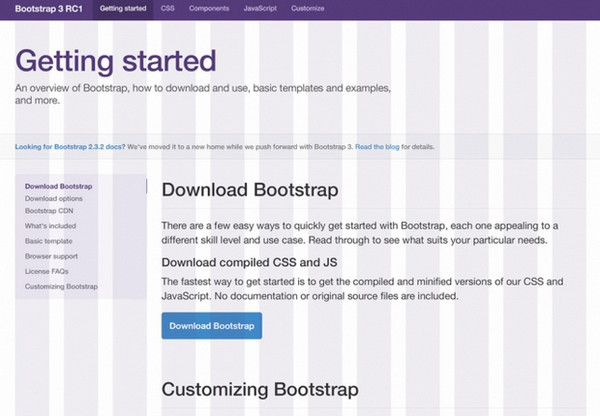 Bootstrap 3 RC1 Getting started CSS Components JavaScript Customize
Getting started
An overview of Bootstrap, how to download and use, basic templates and examples,
and more.
Looking for Bootstrap 2.3.2 docs? We've moved it to a new home while we push forward with Bootstrap 3. Read the blog for details.
Download Bootstrap
Download options
Bootstrap CDN
What's included
Basic template
Browser support
License FAQs
Customizing Bootstrap
Download Bootstrap
There are a few easy ways to quickly get started with Bootstrap, each one appealing to a
different skill level and use case. Read through to see what suits your particular needs.
Download compiled CSS and JS
The fastest way to get started is to get the compiled and minified versions of our CSS and
JavaScript. No documentation or original source files are included.
Download Bootstrap
Customizing Bootstrap